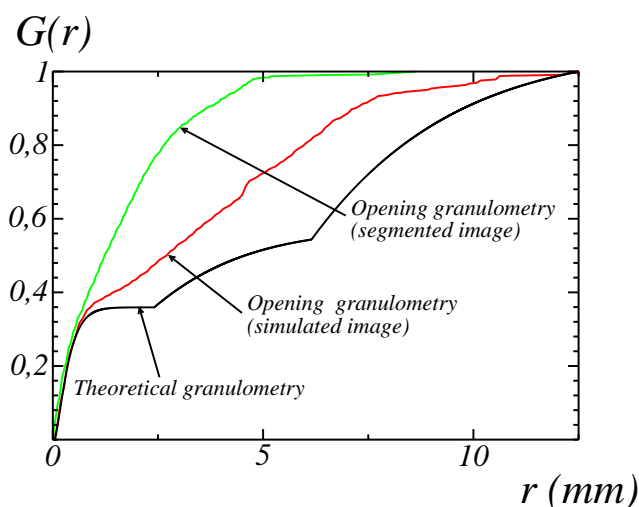 G(r)
1
0,8
0,6
0,4
0,2
0
5
10
r (mm)
Opening granulometry
(segmented image)
Opening granulometry
(simulated image)
Theoretical granulometry